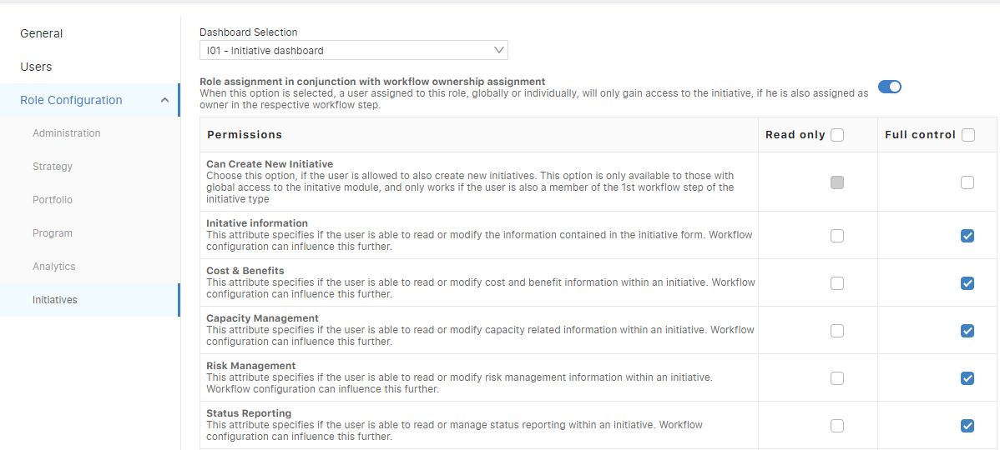 General
Users
Role Configuration
Administration
Strategy
Portfolio
Program
Analytics
Initiatives
Dashboard Selection
I01 - Initiative dashboard
Role assignment in conjunction with workflow ownership assignment
When this option is selected, a user assigned to this role, globally or individually, will only gain access to the initiative, if he is also assigned as
owner in the respective workflow step.
Permissions
Read only
Full control
Can Create New Initiative
Choose this option, if the user is allowed to also create new initiatives. This option is only available to those with
global access to the initative module, and only works if the user is also a member of the 1st workflow step of the
initiative type
Initative information
This attribute specifies if the user is able to read or modify the information contained in the initiative form. Workflow
configuration can influence this further.
Cost & Benefits
This attribute specifies if the user is able to read or modify cost and benefit information within an initiative. Workflow
configuration can influence this further.
Capacity Management
This attribute specifies if the user is able to read or modify capacity related information within an initiative. Workflow
configuration can influence this further.
Risk Management
This attribute specifies if the user is able to read or modify risk management information within an initiative.
Workflow configuration can influence this further.
Status Reporting
This attribute specifies if the user is able to read or manage status reporting within an initiative. Workflow
configuration can influence this further.